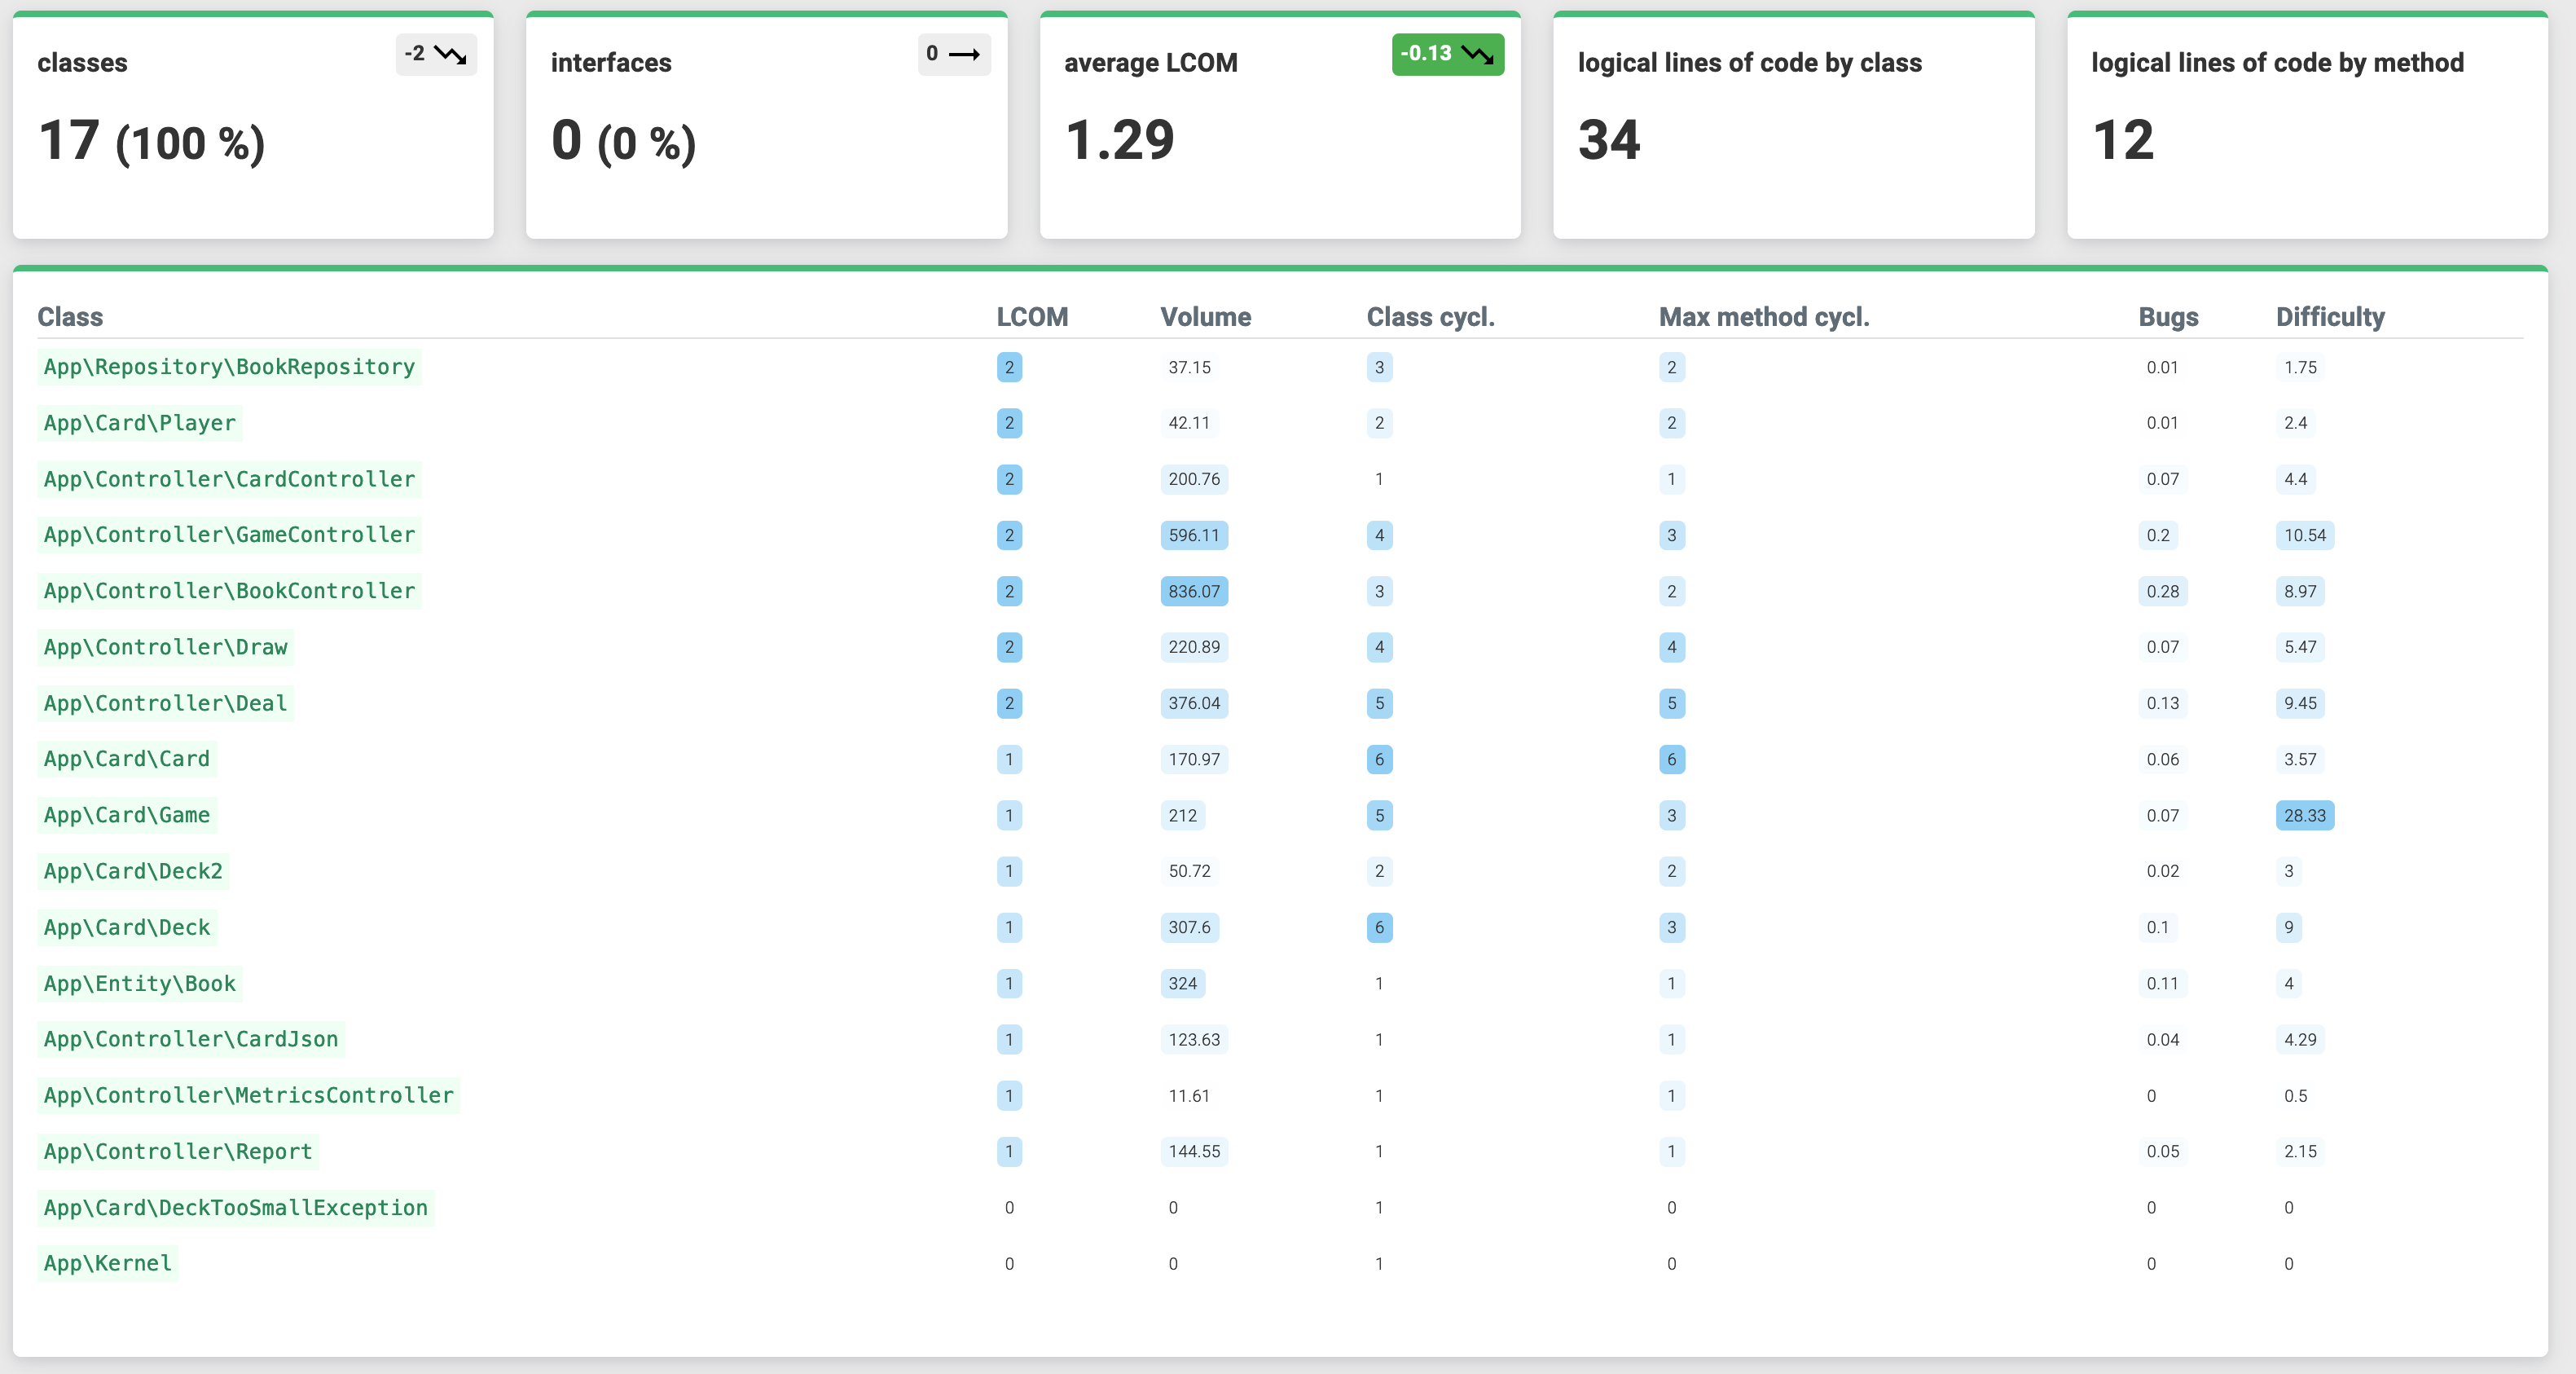 classes -2
17 (100 %)
interfaces 0
0 (0 %)
average LCOM -0.13
1.29
logical lines of code by class
34
logical lines of code by method
12
Class LCOM Volume Class cycl. Max method cycl. Bugs Difficulty
App\Repository\BookRepository 2 37.15 3 2 0.01 1.75
App\Card\Player 2 42.11 2 2 0.01 2.4
App\Controller\CardController 2 200.76 1 1 0.07 4.4
App\Controller\GameController 2 596.11 4 3 0.2 10.54
App\Controller\BookController 2 836.07 3 2 0.28 8.97
App\Controller\Draw 2 220.89 4 4 0.07 5.47
App\Controller\Deal 2 376.04 5 5 0.13 9.45
App\Card\Card 1 170.97 6 6 0.06 3.57
App\Card\Game 1 212 5 3 0.07 28.33
App\Card\Deck2 1 50.72 2 2 0.02 3
App\Card\Deck 1 307.6 6 3 0.1 9
App\Entity\Book 1 324 1 1 0.11 4
App\Controller\CardJson 1 123.63 1 1 0.04 4.29
App\Controller\MetricsController 1 11.61 1 1 0 0.5
App\Controller\Report 1 144.55 1 1 0.05 2.15
App\Card\DeckTooSmallException 0 0 1 0 0 0
App\Kernel 0 0 1 0 0 0